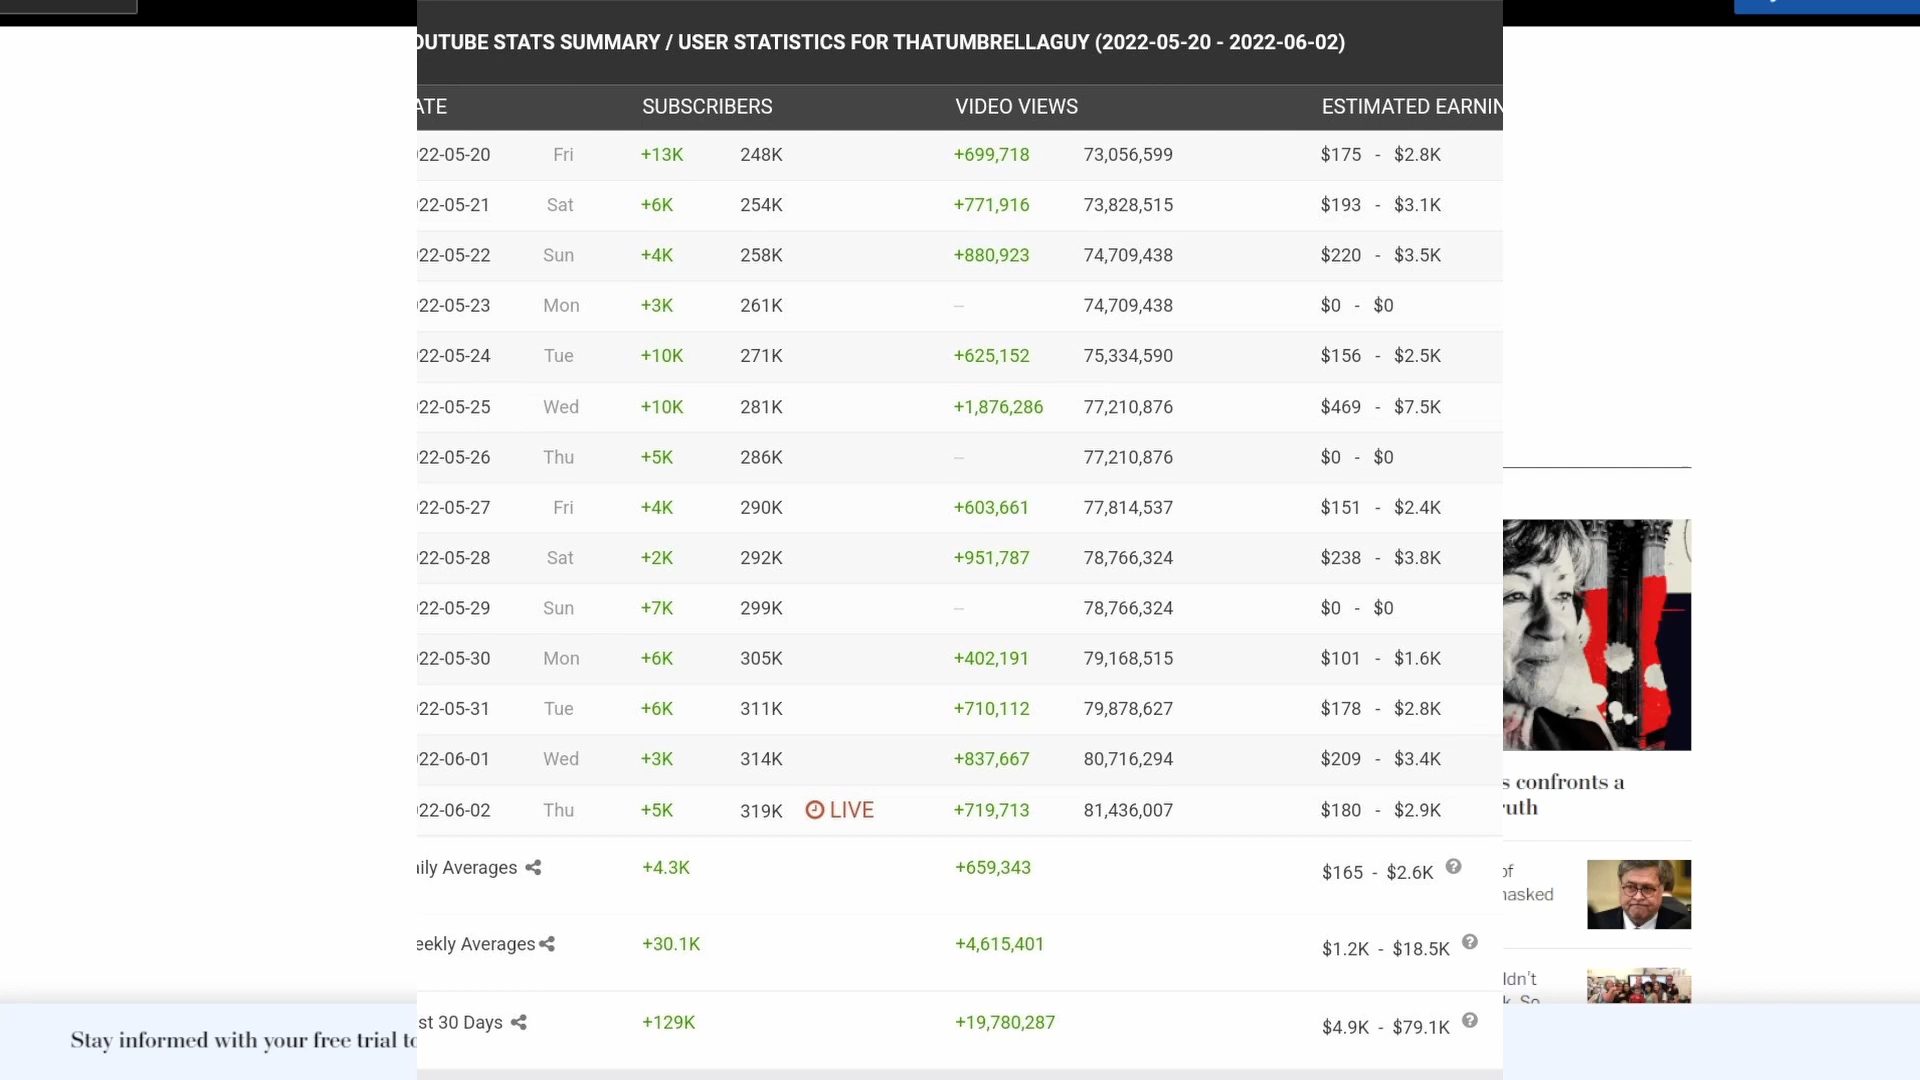 OUTUBE STATS SUMMARY / USER STATISTICS FOR THATUMBRELLAGUY (2022-05-20 - 2022-06-02)
ATE SUBSCRIBERS VIDEO VIEWS ESTIMATED EARNIN
22-05-20 Fri +13K 248K +699,718 73,056,599 $175 - $2.8K
22-05-21 Sat +6K 254K +771,916 73,828,515 $193 - $3.1K
22-05-22 Sun +4K 258K +880,923 74,709,438 $220 - $3.5K
22-05-23 Mon +3K 261K -- 74,709,438 $0 - $0
22-05-24 Tue +10K 271K +625,152 75,334,590 $156 - $2.5K
22-05-25 Wed +10K 281K +1,876,286 77,210,876 $469 - $7.5K
22-05-26 Thu +5K 286K -- 77,210,876 $0 - $0
22-05-27 Fri +4K 290K +603,661 77,814,537 $151 - $2.4K
22-05-28 Sat +2K 292K +951,787 78,766,324 $238 - $3.8K
22-05-29 Sun +7K 299K -- 78,766,324 $0 - $0
22-05-30 Mon +6K 305K +402,191 79,168,515 $101 - $1.6K
22-05-31 Tue +6K 311K +710,112 79,878,627 $178 - $2.8K
22-06-01 Wed +3K 314K +837,667 80,716,294 $209 - $3.4K
22-06-02 Thu +5K 319K LIVE +719,713 81,436,007 $180 - $2.9K
aily Averages +4.3K +659,343 $165 - $2.6K
eekly Averages +30.1K +4,615,401 $1.2K - $18.5K
st 30 Days +129K +19,780,287 $4.9K - $79.1K
s confronts a
ruth
of
nasked
ldn't
k. So
Stay informed with your free trial to